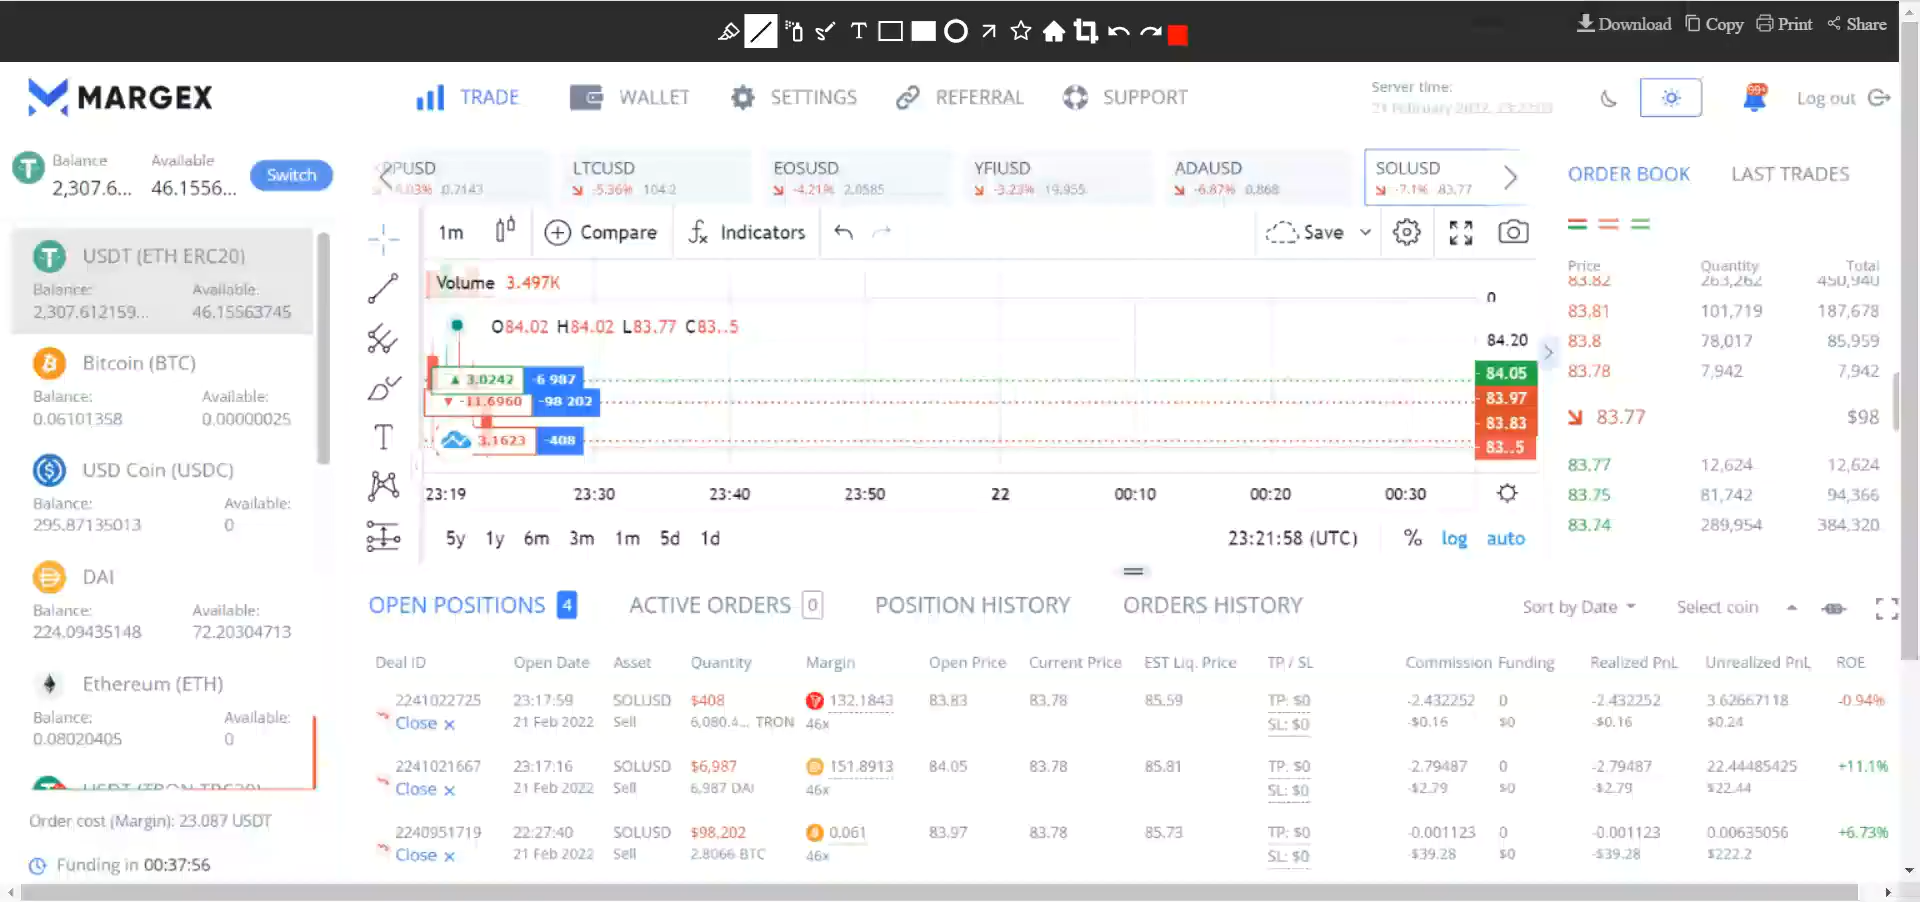 Download Copy Print Share
MARGEX
TRADE WALLET SETTINGS REFERRAL SUPPORT
Server time:
99+
Log out
Balance Available
2,307.6... 46.1556...
Switch
PUSD
0.7143
LTCUSD
-5.36% 104.2
EOSUSD
-4.21% 2.0585
YFIUSD
-3.23% 19,955
ADAUSD
-6.87% 0.868
SOLUSD
-7.1% 83.77
ORDER BOOK LAST TRADES
1m Compare Indicators Save
USDT (ETH ERC20)
Balance: Available:
2,307.612159... 46.15563745
Bitcoin (BTC)
Balance: Available:
0.06101358 0.00000025
USD Coin (USDC)
Balance: Available:
295.87135013 0
DAI
Balance: Available:
224.09435148 72.20304713
Ethereum (ETH)
Balance: Available:
0.08020405 0
USDT (TRON TRC20)
Order cost (Margin): 23.087 USDT
Funding in 00:37:56
Volume 3.497K
O84.02 H84.02 L83.77 C83..5
3.0242 -6 987
-11.6960 -98 202
3.1623 -408
0
84.20
84.05
83.97
83.83
83..5
23:19 23:30 23:40 23:50 22 00:10 00:20 00:30
5y 1y 6m 3m 1m 5d 1d
23:21:58 (UTC) % log auto
Price Quantity Total
83.82 263,262 450,940
83.81 101,719 187,678
83.8 78,017 85,959
83.78 7,942 7,942
83.77 $98
83.77 12,624 12,624
83.75 81,742 94,366
83.74 289,954 384,320
OPEN POSITIONS 4 ACTIVE ORDERS 0 POSITION HISTORY ORDERS HISTORY
Sort by Date Select coin
Deal ID Open Date Asset Quantity Margin Open Price Current Price EST Liq. Price TP / SL Commission Funding Realized PnL Unrealized PnL ROE
2241022725 23:17:59 SOLUSD $408 132.1843 83.83 83.78 85.59 TP: $0 -2.432252 0 -2.432252 3.62667118 -0.94%
Close x 21 Feb 2022 Sell 6,080.4... TRON 46x SL: $0 -$0.16 $0 -$0.16 $0.24
2241021667 23:17:16 SOLUSD $6,987 151.8913 84.05 83.78 85.81 TP: $0 -2.79487 0 -2.79487 22.44485425 +11.1%
Close x 21 Feb 2022 Sell 6,987 DAI 46x SL: $0 -$2.79 $0 -$2.79 $22.44
2240951719 22:27:40 SOLUSD $98,202 0.061 83.97 83.78 85.73 TP: $0 -0.001123 0 -0.001123 0.00635056 +6.73%
Close x 21 Feb 2022 Sell 2.8066 BTC 46x SL: $0 -$39.28 $0 -$39.28 $222.2